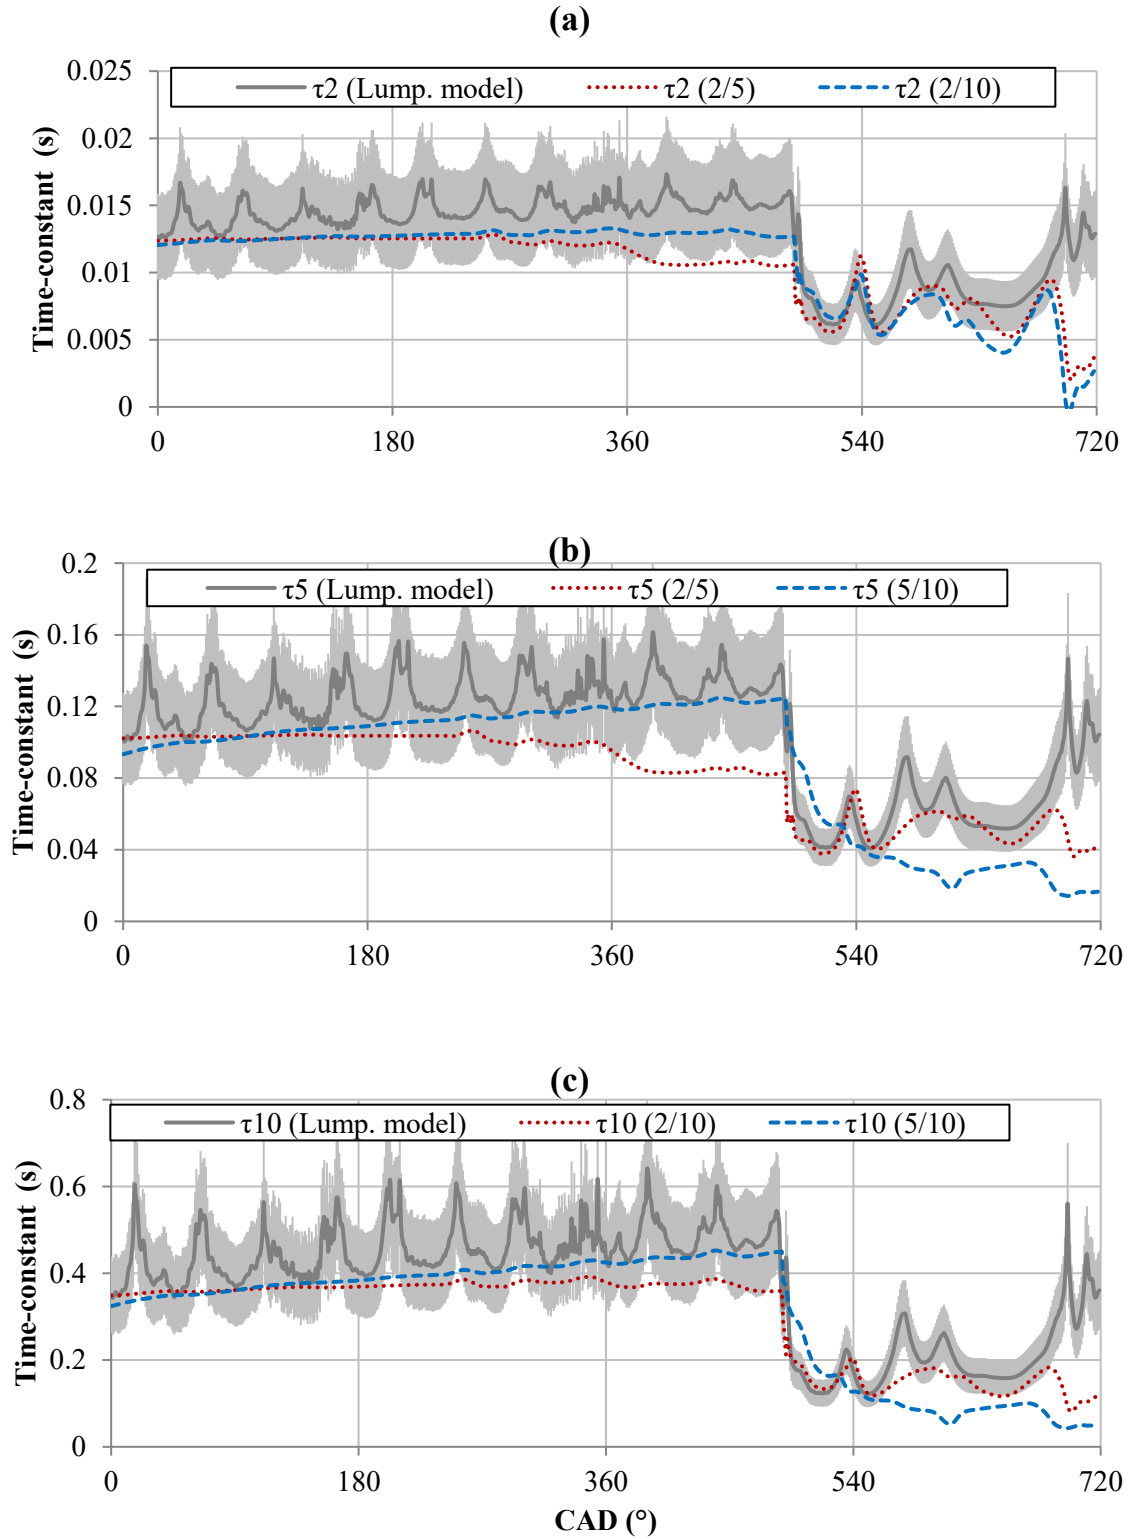 (a)
0.025
τ2 (Lump. model) τ2 (2/5) τ2 (2/10)
0.02
0.015
0.01
0.005
0
Time-constant (s)
0 180 360 540 720
(b)
0.2
τ5 (Lump. model) τ5 (2/5) τ5 (5/10)
0.16
0.12
0.08
0.04
0
Time-constant (s)
0 180 360 540 720
(c)
0.8
τ10 (Lump. model) τ10 (2/10) τ10 (5/10)
0.6
0.4
0.2
0
Time-constant (s)
0 180 360 540 720
CAD (°)